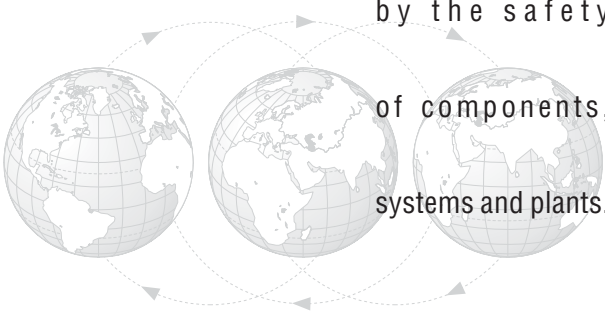 by the safety
of components,
systems and plants.